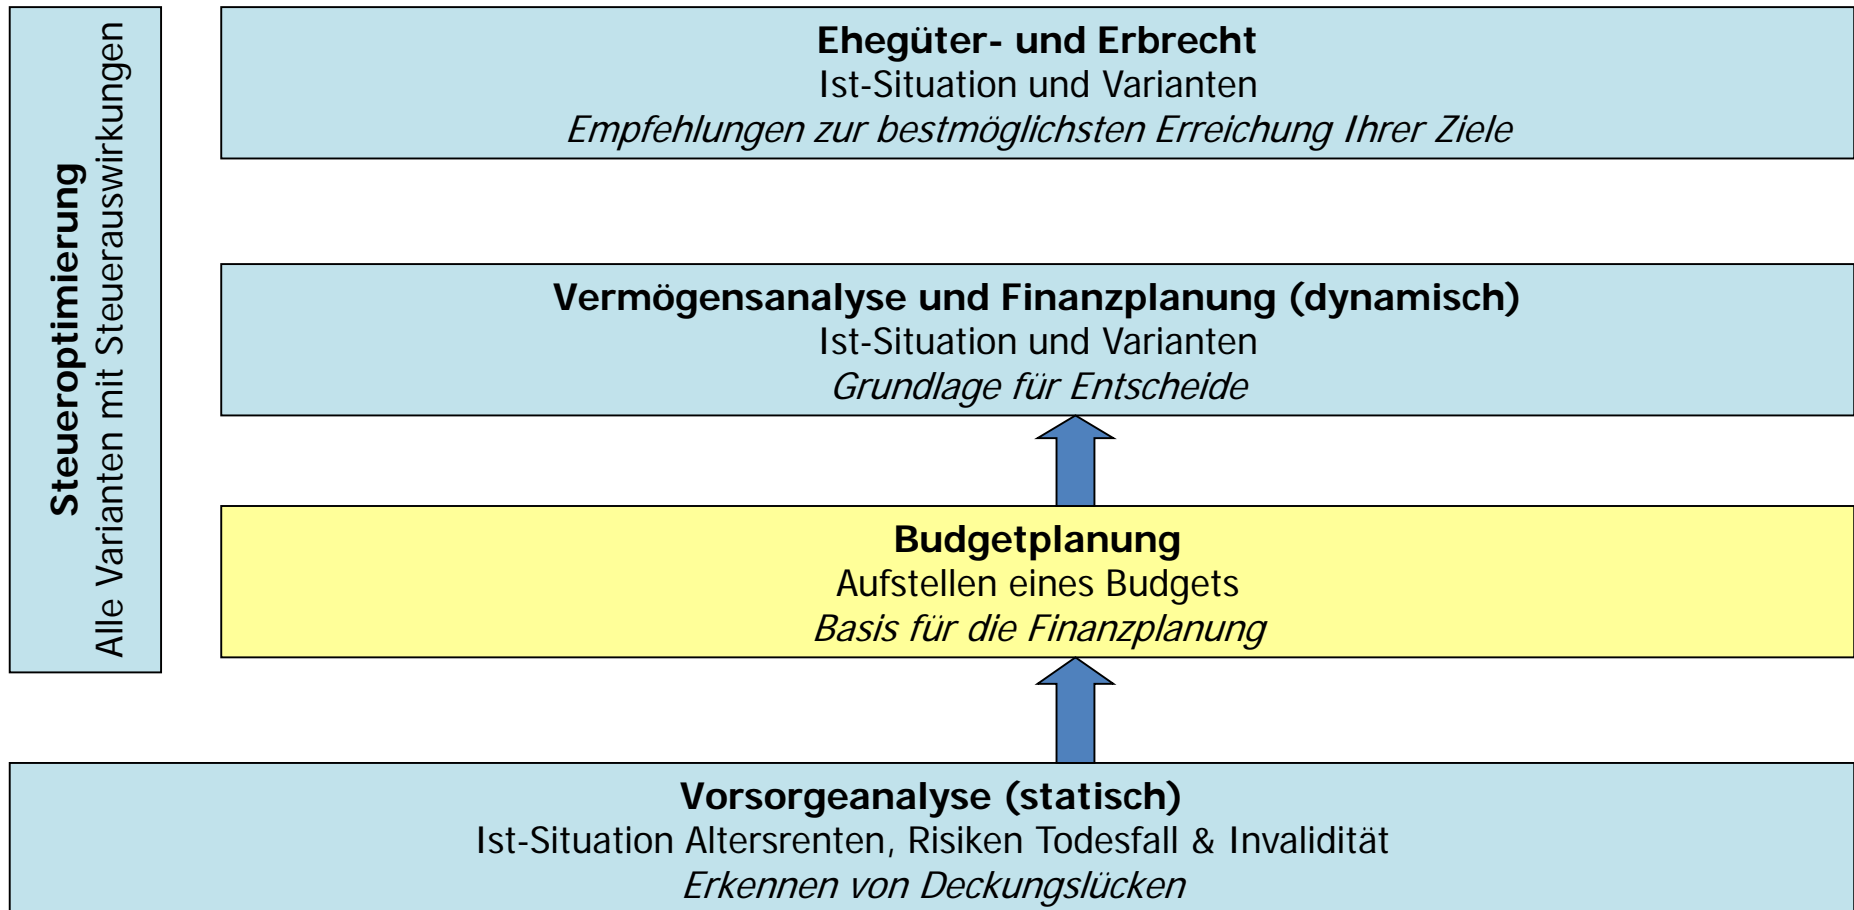 Steueroptimierung
Alle Varianten mit Steuerauswirkungen
Ehegüter- und Erbrecht
Ist-Situation und Varianten
Empfehlungen zur bestmöglichsten Erreichung Ihrer Ziele
Vermögensanalyse und Finanzplanung (dynamisch)
Ist-Situation und Varianten
Grundlage für Entscheide
Budgetplanung
Aufstellen eines Budgets
Basis für die Finanzplanung
Vorsorgeanalyse (statisch)
Ist-Situation Altersrenten, Risiken Todesfall & Invalidität
Erkennen von Deckungslücken